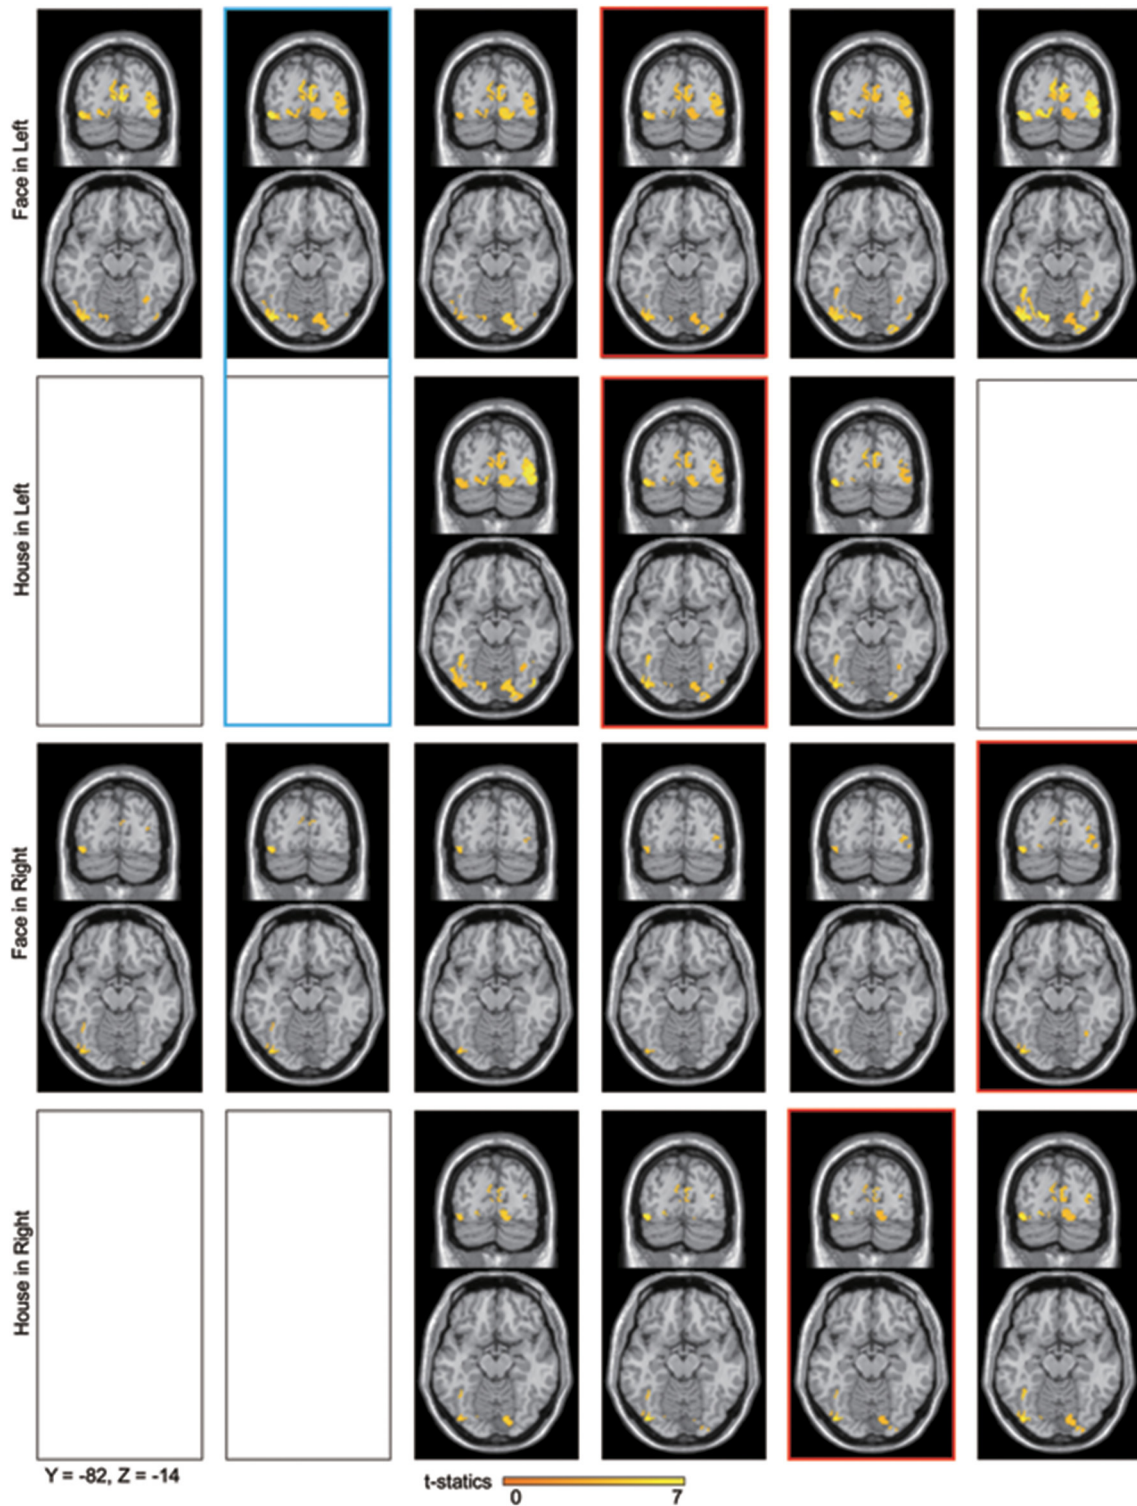 Face in Left
House in Left
Face in Right
House in Right
Y = -82, Z = -14
t-statics
0 7